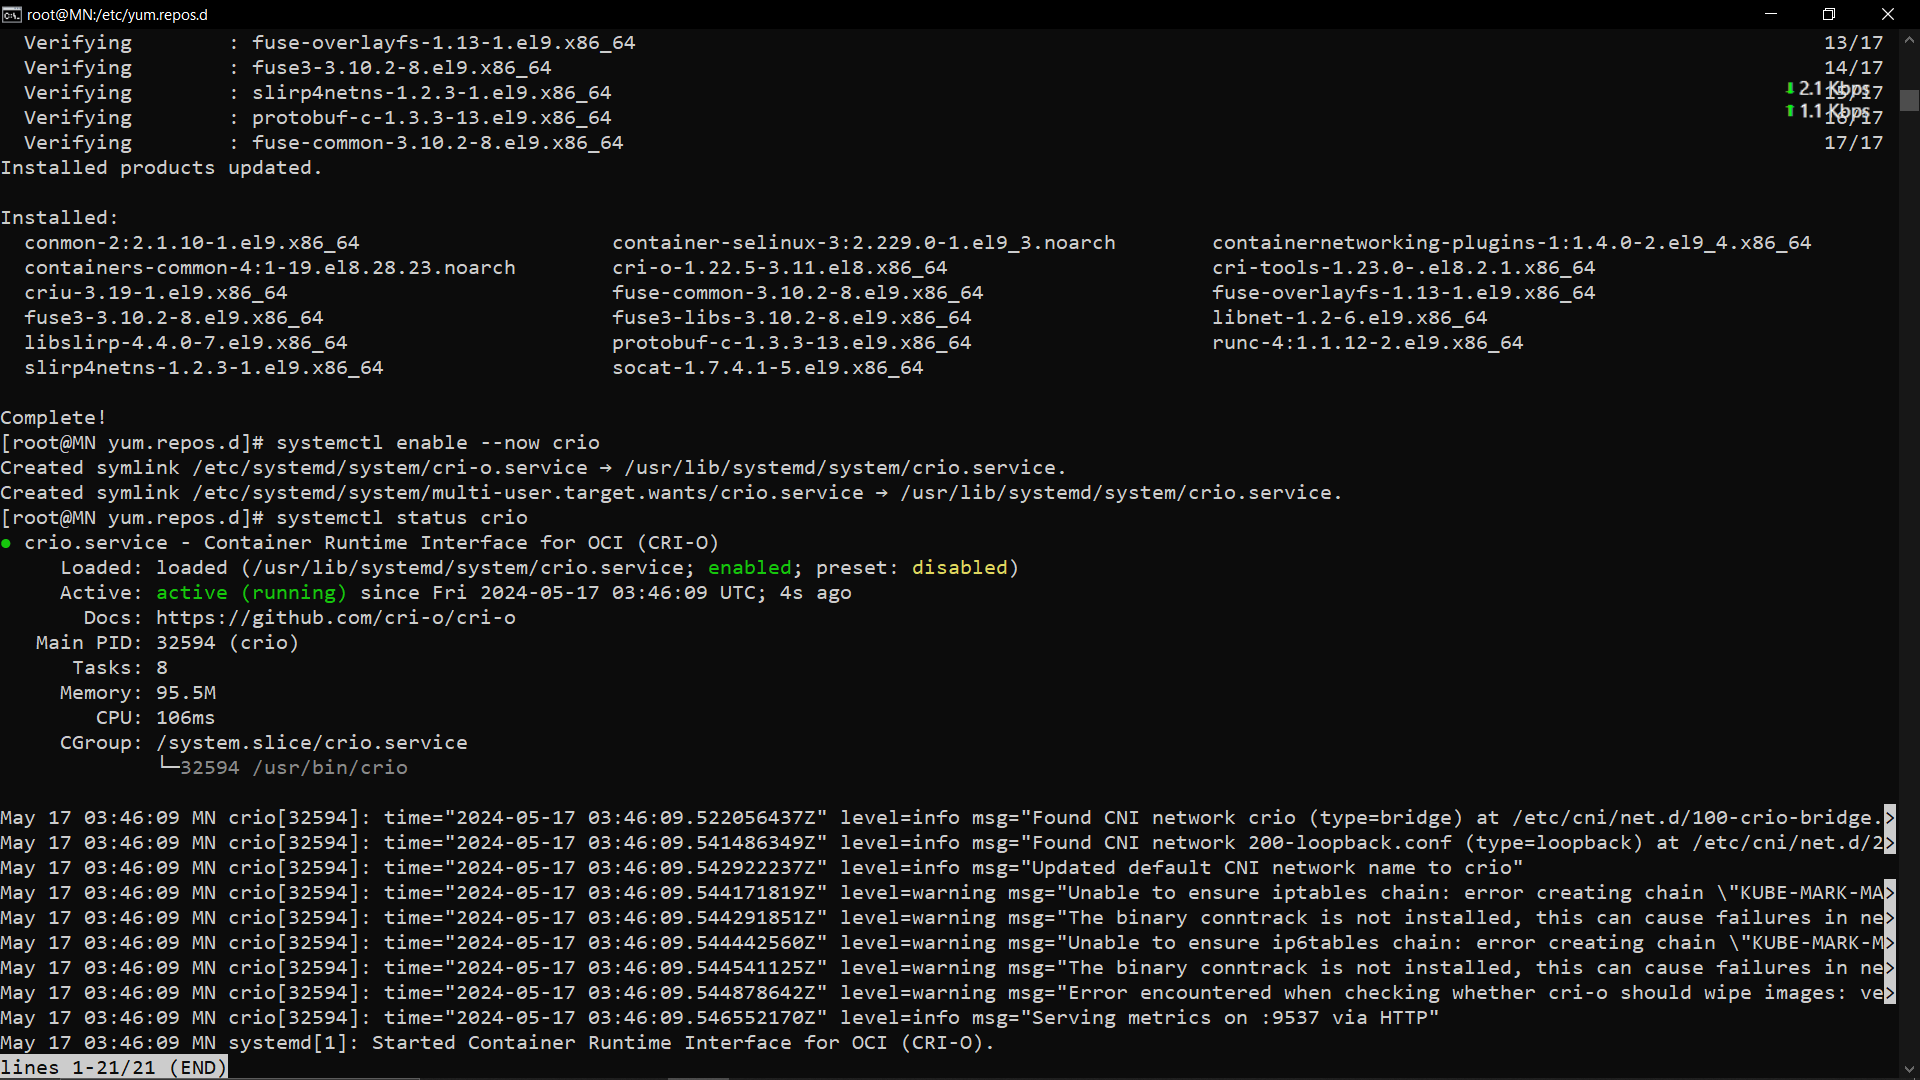 root@MN:/etc/yum.repos.d
Verifying : fuse-overlayfs-1.13-1.el9.x86_64 13/17
Verifying : fuse3-3.10.2-8.el9.x86_64 14/17
Verifying : slirp4netns-1.2.3-1.el9.x86_64 15/17
2.1 Kbps
Verifying : protobuf-c-1.3.3-13.el9.x86_64 16/17
1.1 Kbps
Verifying : fuse-common-3.10.2-8.el9.x86_64 17/17
Installed products updated.
Installed:
conmon-2:2.1.10-1.el9.x86_64 container-selinux-3:2.229.0-1.el9_3.noarch containernetworking-plugins-1:1.4.0-2.el9_4.x86_64
containers-common-4:1-19.el8.28.23.noarch cri-o-1.22.5-3.11.el8.x86_64 cri-tools-1.23.0-.el8.2.1.x86_64
criu-3.19-1.el9.x86_64 fuse-common-3.10.2-8.el9.x86_64 fuse-overlayfs-1.13-1.el9.x86_64
fuse3-3.10.2-8.el9.x86_64 fuse3-libs-3.10.2-8.el9.x86_64 libnet-1.2-6.el9.x86_64
libslirp-4.4.0-7.el9.x86_64 protobuf-c-1.3.3-13.el9.x86_64 runc-4:1.1.12-2.el9.x86_64
slirp4netns-1.2.3-1.el9.x86_64 socat-1.7.4.1-5.el9.x86_64
Complete!
[root@MN yum.repos.d]# systemctl enable --now crio
Created symlink /etc/systemd/system/cri-o.service → /usr/lib/systemd/system/crio.service.
Created symlink /etc/systemd/system/multi-user.target.wants/crio.service → /usr/lib/systemd/system/crio.service.
[root@MN yum.repos.d]# systemctl status crio
● crio.service - Container Runtime Interface for OCI (CRI-O)
Loaded: loaded (/usr/lib/systemd/system/crio.service; enabled; preset: disabled)
Active: active (running) since Fri 2024-05-17 03:46:09 UTC; 4s ago
Docs: https://github.com/cri-o/cri-o
Main PID: 32594 (crio)
Tasks: 8
Memory: 95.5M
CPU: 106ms
CGroup: /system.slice/crio.service
└─32594 /usr/bin/crio
May 17 03:46:09 MN crio[32594]: time="2024-05-17 03:46:09.522056437Z" level=info msg="Found CNI network crio (type=bridge) at /etc/cni/net.d/100-crio-bridge.>
May 17 03:46:09 MN crio[32594]: time="2024-05-17 03:46:09.541486349Z" level=info msg="Found CNI network 200-loopback.conf (type=loopback) at /etc/cni/net.d/2>
May 17 03:46:09 MN crio[32594]: time="2024-05-17 03:46:09.542922237Z" level=info msg="Updated default CNI network name to crio"
May 17 03:46:09 MN crio[32594]: time="2024-05-17 03:46:09.544171819Z" level=warning msg="Unable to ensure iptables chain: error creating chain \"KUBE-MARK-MA>
May 17 03:46:09 MN crio[32594]: time="2024-05-17 03:46:09.544291851Z" level=warning msg="The binary conntrack is not installed, this can cause failures in ne>
May 17 03:46:09 MN crio[32594]: time="2024-05-17 03:46:09.544442560Z" level=warning msg="Unable to ensure ip6tables chain: error creating chain \"KUBE-MARK-M>
May 17 03:46:09 MN crio[32594]: time="2024-05-17 03:46:09.544541125Z" level=warning msg="The binary conntrack is not installed, this can cause failures in ne>
May 17 03:46:09 MN crio[32594]: time="2024-05-17 03:46:09.544878642Z" level=warning msg="Error encountered when checking whether cri-o should wipe images: ve>
May 17 03:46:09 MN crio[32594]: time="2024-05-17 03:46:09.546552170Z" level=info msg="Serving metrics on :9537 via HTTP"
May 17 03:46:09 MN systemd[1]: Started Container Runtime Interface for OCI (CRI-O).
lines 1-21/21 (END)